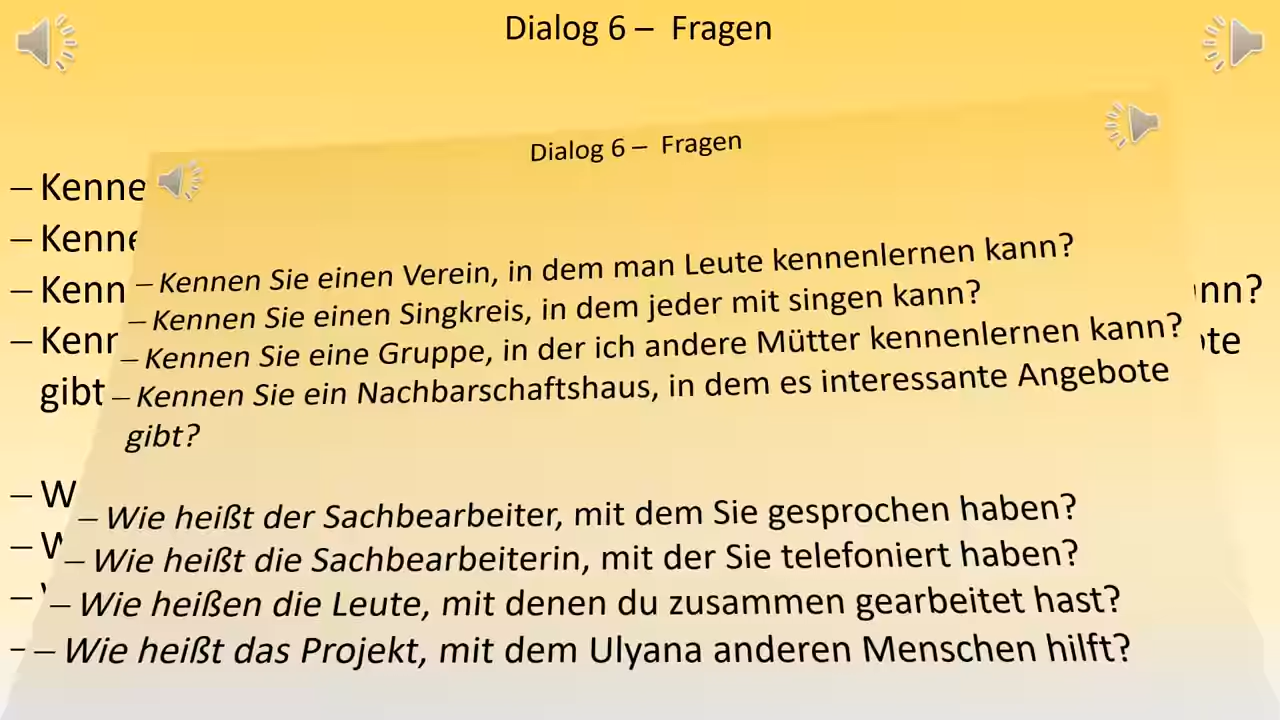 Dialog 6 – Fragen
Dialog 6 – Fragen
– Kennen Sie einen Verein, in dem man Leute kennenlernen kann?
– Kennen Sie einen Singkreis, in dem jeder mit singen kann?
– Kennen Sie eine Gruppe, in der ich andere Mütter kennenlernen kann?
– Kennen Sie ein Nachbarschaftshaus, in dem es interessante Angebote
gibt
gibt?
– Wie heißt der Sachbearbeiter, mit dem Sie gesprochen haben?
– Wie heißt die Sachbearbeiterin, mit der Sie telefoniert haben?
– Wie heißen die Leute, mit denen du zusammen gearbeitet hast?
– Wie heißt das Projekt, mit dem Ulyana anderen Menschen hilft?